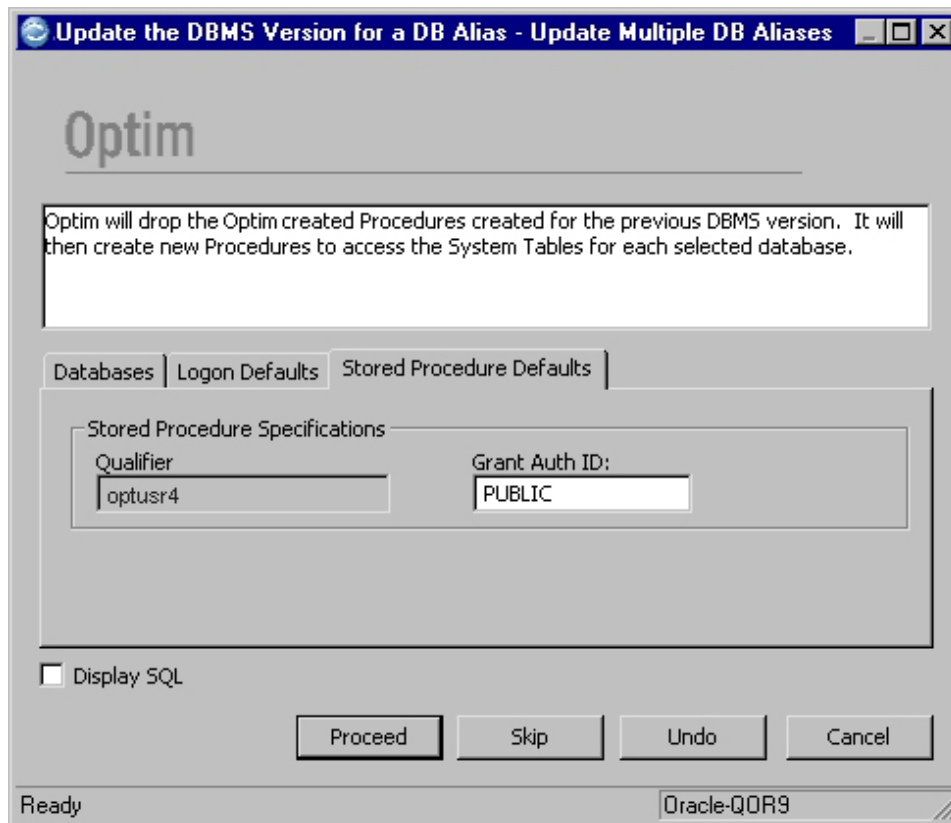 Update the DBMS Version for a DB Alias - Update Multiple DB Aliases
Optim
Optim will drop the Optim created Procedures created for the previous DBMS version. It will
then create new Procedures to access the System Tables for each selected database.
Databases Logon Defaults Stored Procedure Defaults
Stored Procedure Specifications
Qualifier Grant Auth ID:
optusr4 PUBLIC
Display SQL
Proceed Skip Undo Cancel
Ready Oracle-QOR9